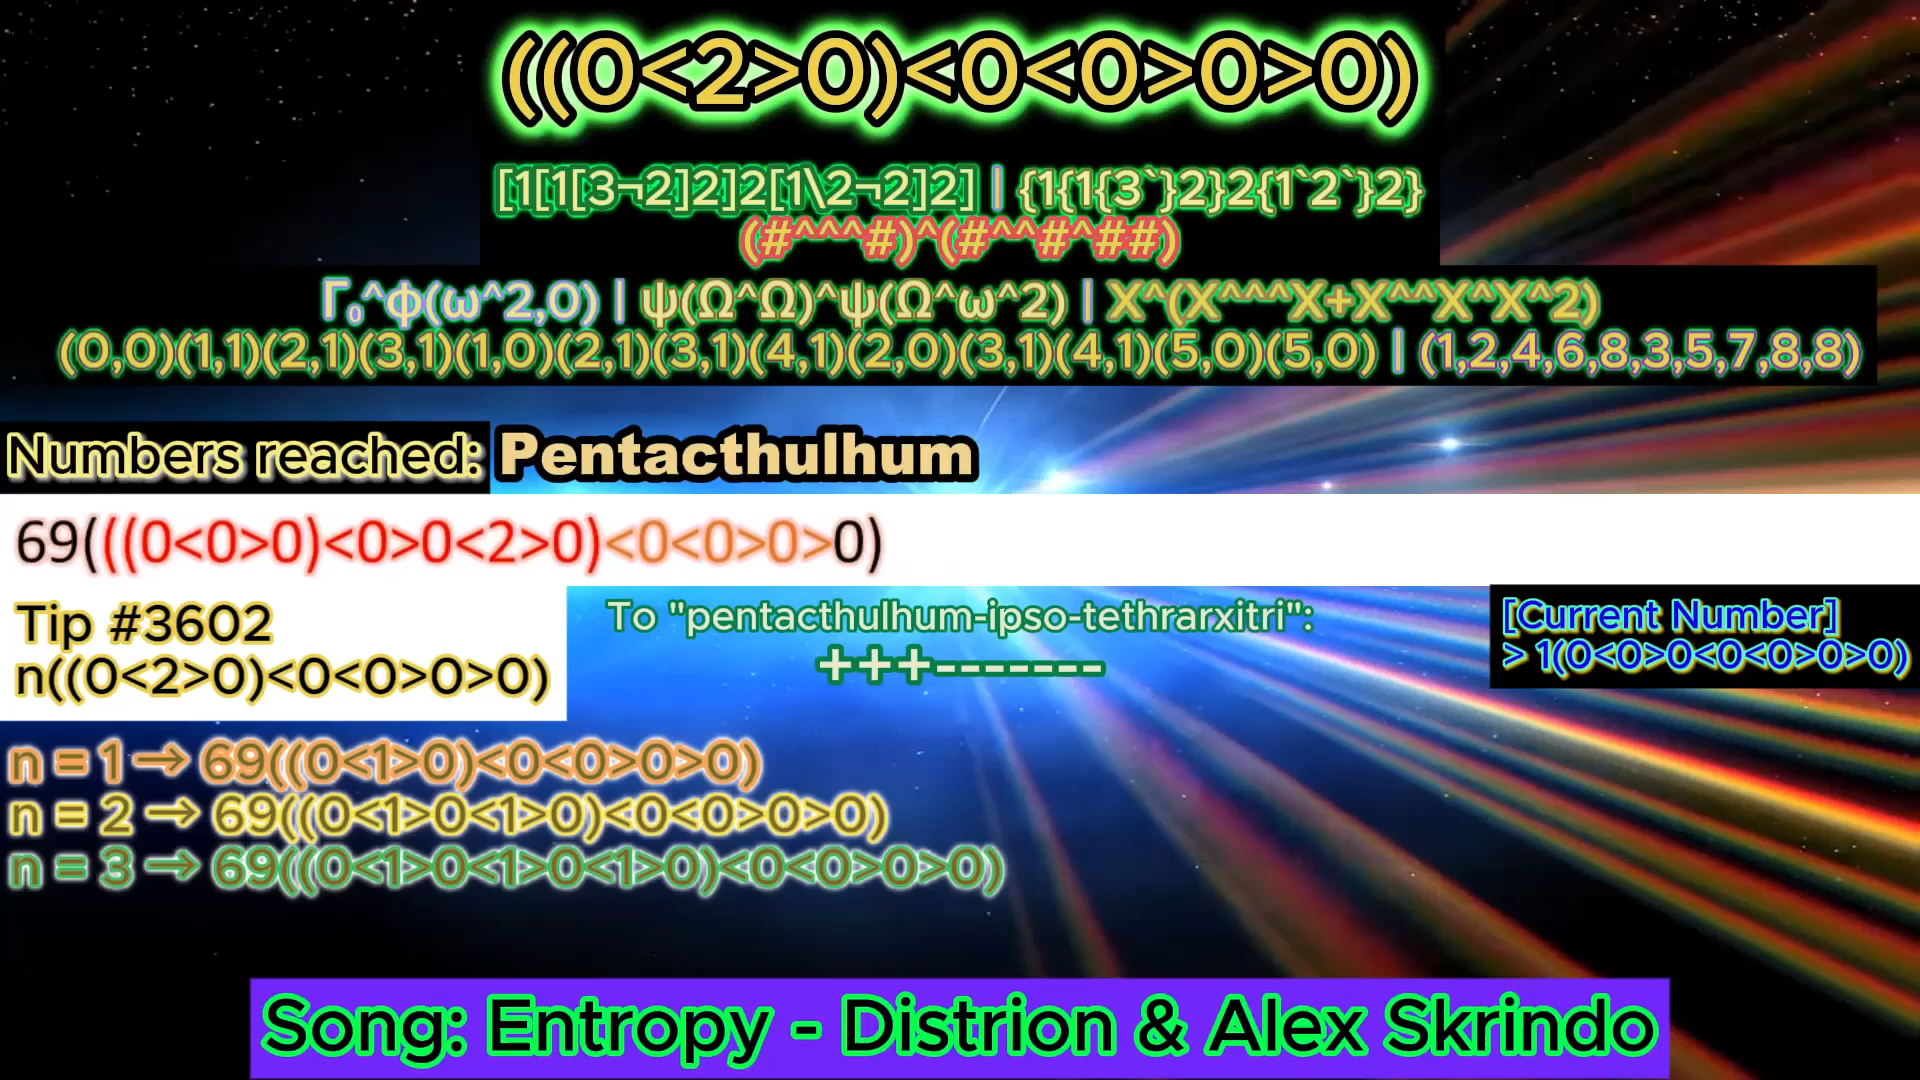 ((0<2>0)<0<0>0>0)
[1[1[3¬2]2]2[1\2¬2]2] | {1{1{3`}2}2{1`2`}2}
(#^^^#)^(#^^#^##)
Γ₀^φ(ω^2,0) | ψ(Ω^Ω)^ψ(Ω^ω^2) | X^(X^^^X+X^^X^X^2)
(0,0)(1,1)(2,1)(3,1)(1,0)(2,1)(3,1)(4,1)(2,0)(3,1)(4,1)(5,0)(5,0) | (1,2,4,6,8,3,5,7,8,8)
Numbers reached: Pentacthulhum
69(((0<0>0)<0>0<2>0)<0<0>0>0)
Tip #3602
n((0<2>0)<0<0>0>0)
To "pentacthulhum-ipso-tethrarxitri":
+++-------
[Current Number]
> 1(0<0>0<0<0>0>0)
n = 1 → 69((0<1>0)<0<0>0>0)
n = 2 → 69((0<1>0<1>0)<0<0>0>0)
n = 3 → 69((0<1>0<1>0<1>0)<0<0>0>0)
Song: Entropy - Distrion & Alex Skrindo